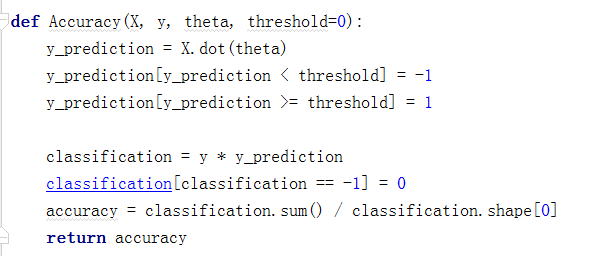 def Accuracy(X, y, theta, threshold=0):
    y_prediction = X.dot(theta)
    y_prediction[y_prediction < threshold] = -1
    y_prediction[y_prediction >= threshold] = 1

    classification = y * y_prediction
    classification[classification == -1] = 0
    accuracy = classification.sum() / classification.shape[0]
    return accuracy